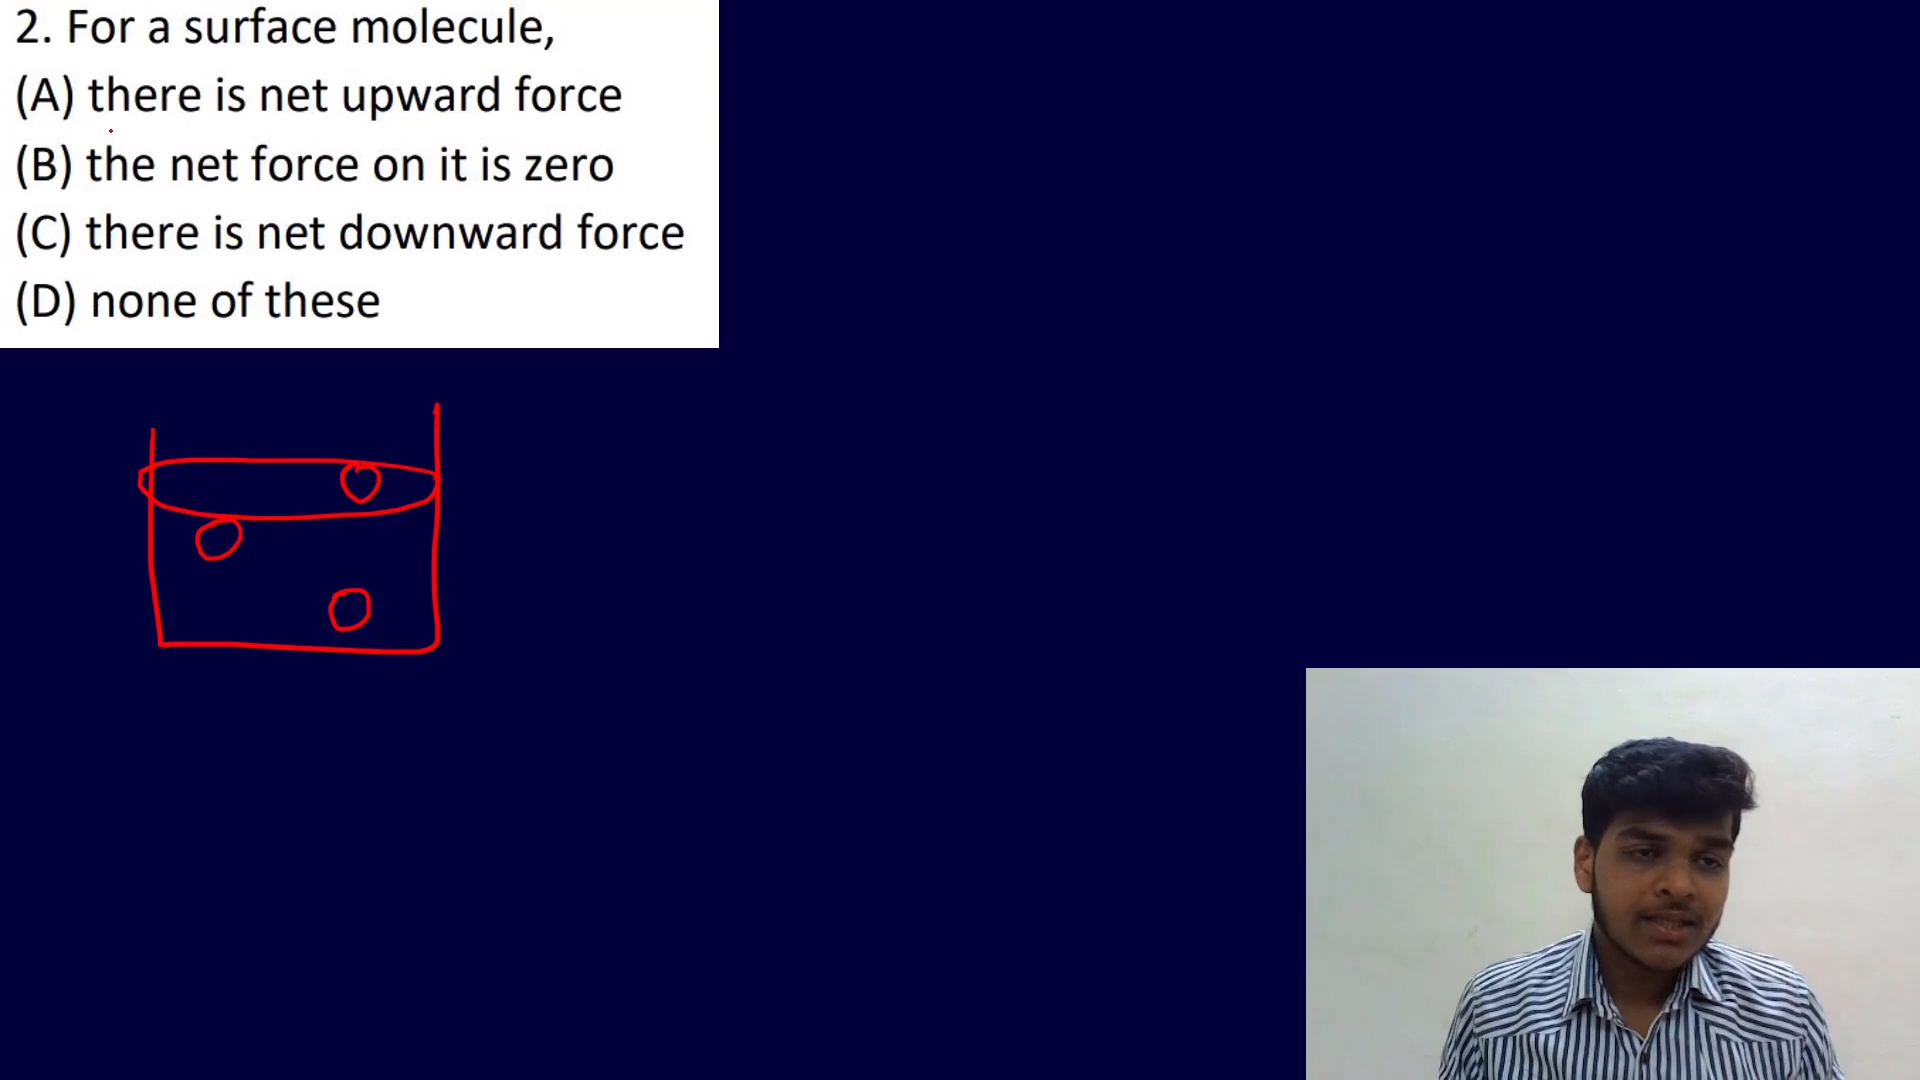 2. For a surface molecule,
(A) there is net upward force
(B) the net force on it is zero
(C) there is net downward force
(D) none of these